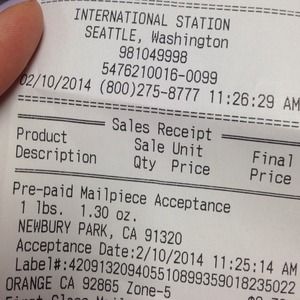 INTERNATIONAL STATION
SEATTLE, Washington
981049998
5476210016-0099
02/10/2014 (800)275-8777 11:26:29 AM
Sales Receipt
Product Sale Unit Final
Description Qty Price Price
Pre-paid Mailpiece Acceptance
1 lbs. 1.30 oz.
NEWBURY PARK, CA 91320
Acceptance Date:2/10/2014 11:25:14 AM
Label#:420913209405510899359018235022
ORANGE CA 92865 Zone-5
First Class